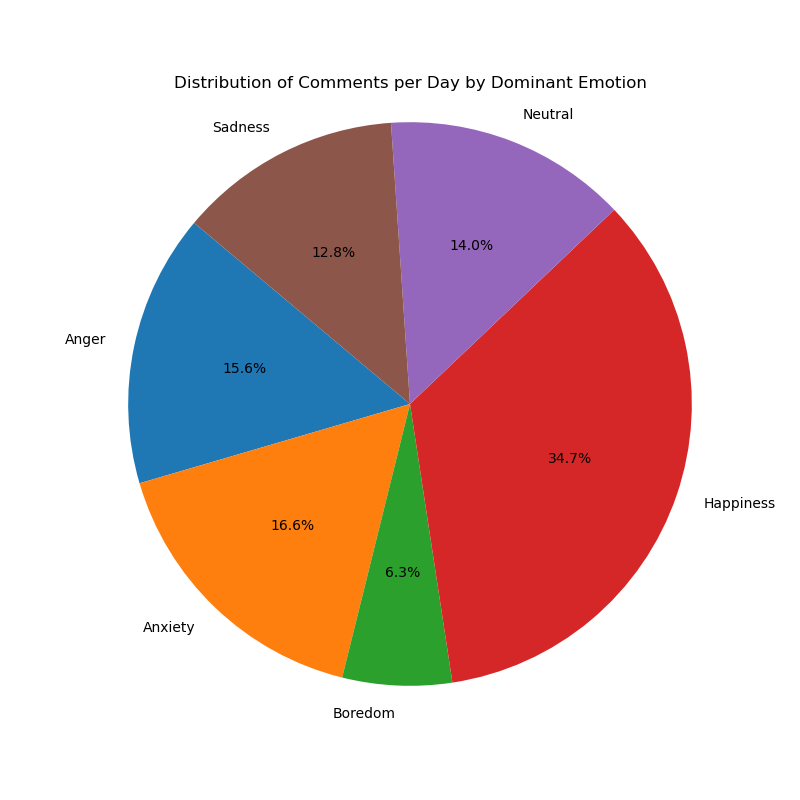 Distribution of Comments per Day by Dominant Emotion
Neutral
Sadness
12.8%
14.0%
Anger
15.6%
34.7%
Happiness
16.6%
6.3%
Anxiety
Boredom